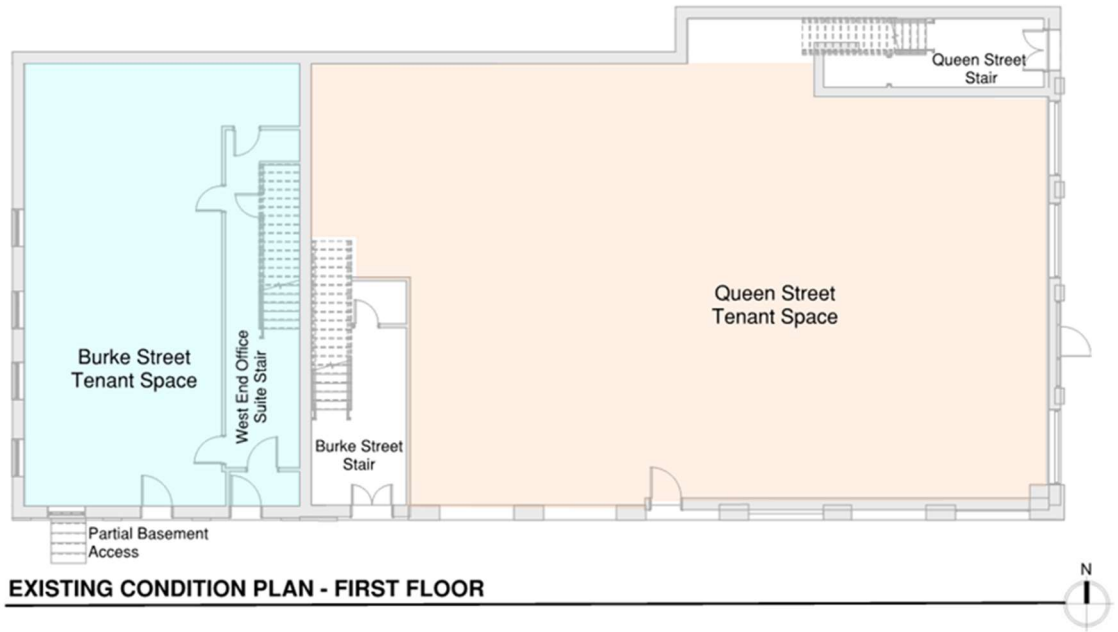 Queen Street
Stair
Queen Street
Tenant Space
Burke Street
Tenant Space
West End Office
Suite Stair
Burke Street
Stair
Partial Basement
Access
EXISTING CONDITION PLAN - FIRST FLOOR
N